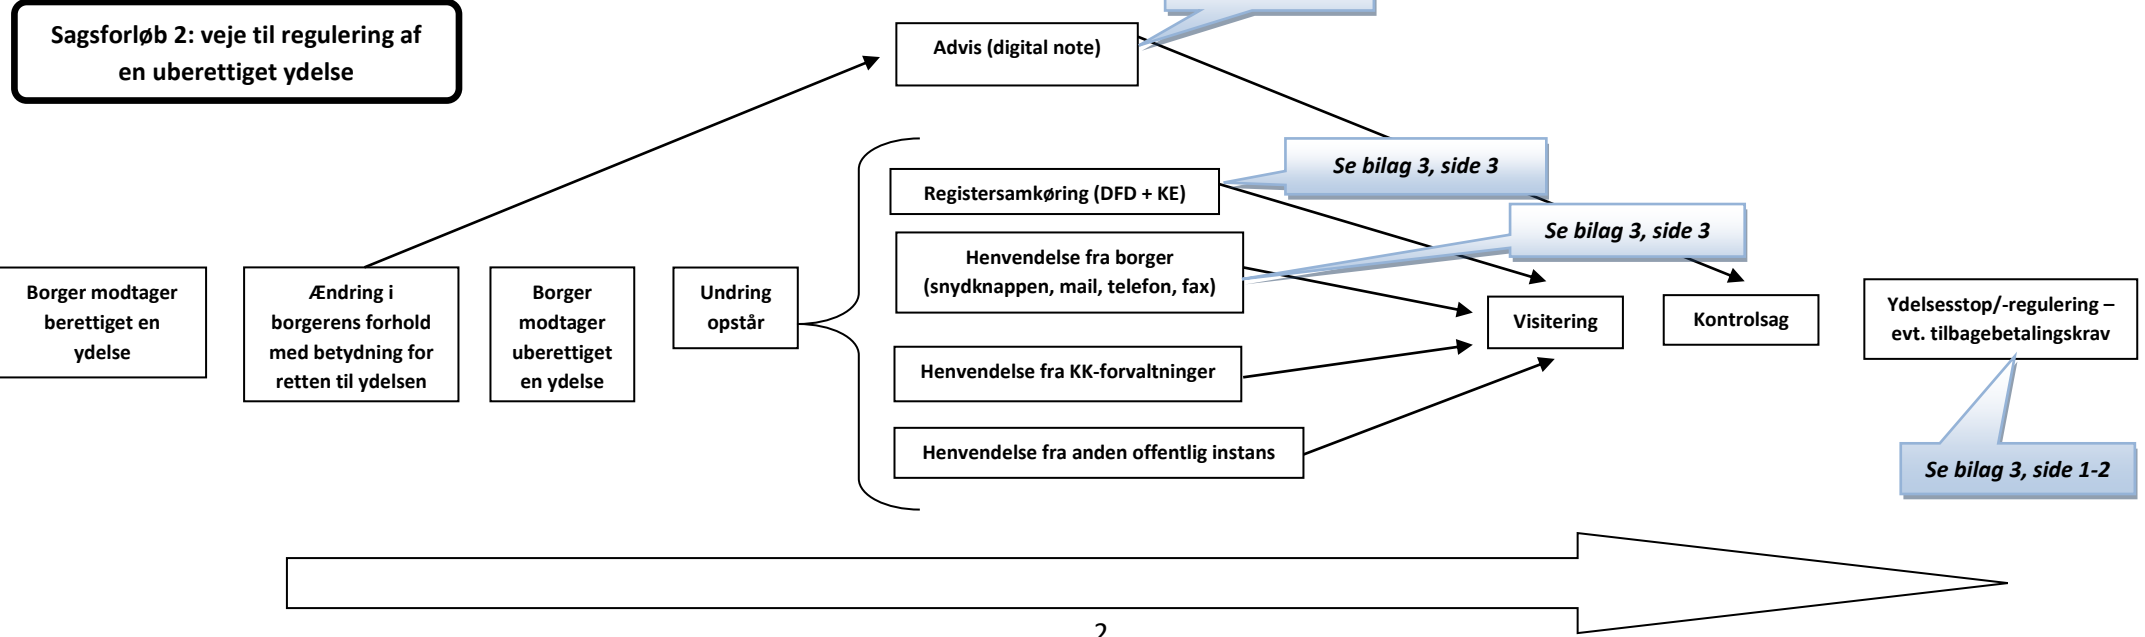 Sagsforløb 2: veje til regulering af
en uberettiget ydelse
Advis (digital note)
Se bilag 3, side 3
Registersamkøring (DFD + KE)
Se bilag 3, side 3
Henvendelse fra borger
(snydknappen, mail, telefon, fax)
Borger modtager
berettiget en
ydelse
Ændring i
borgerens forhold
med betydning for
retten til ydelsen
Borger
modtager
uberettiget
en ydelse
Undring
opstår
Visitering
Kontrolsag
Ydelsesstop/-regulering –
evt. tilbagebetalingskrav
Henvendelse fra KK-forvaltninger
Henvendelse fra anden offentlig instans
Se bilag 3, side 1-2
2